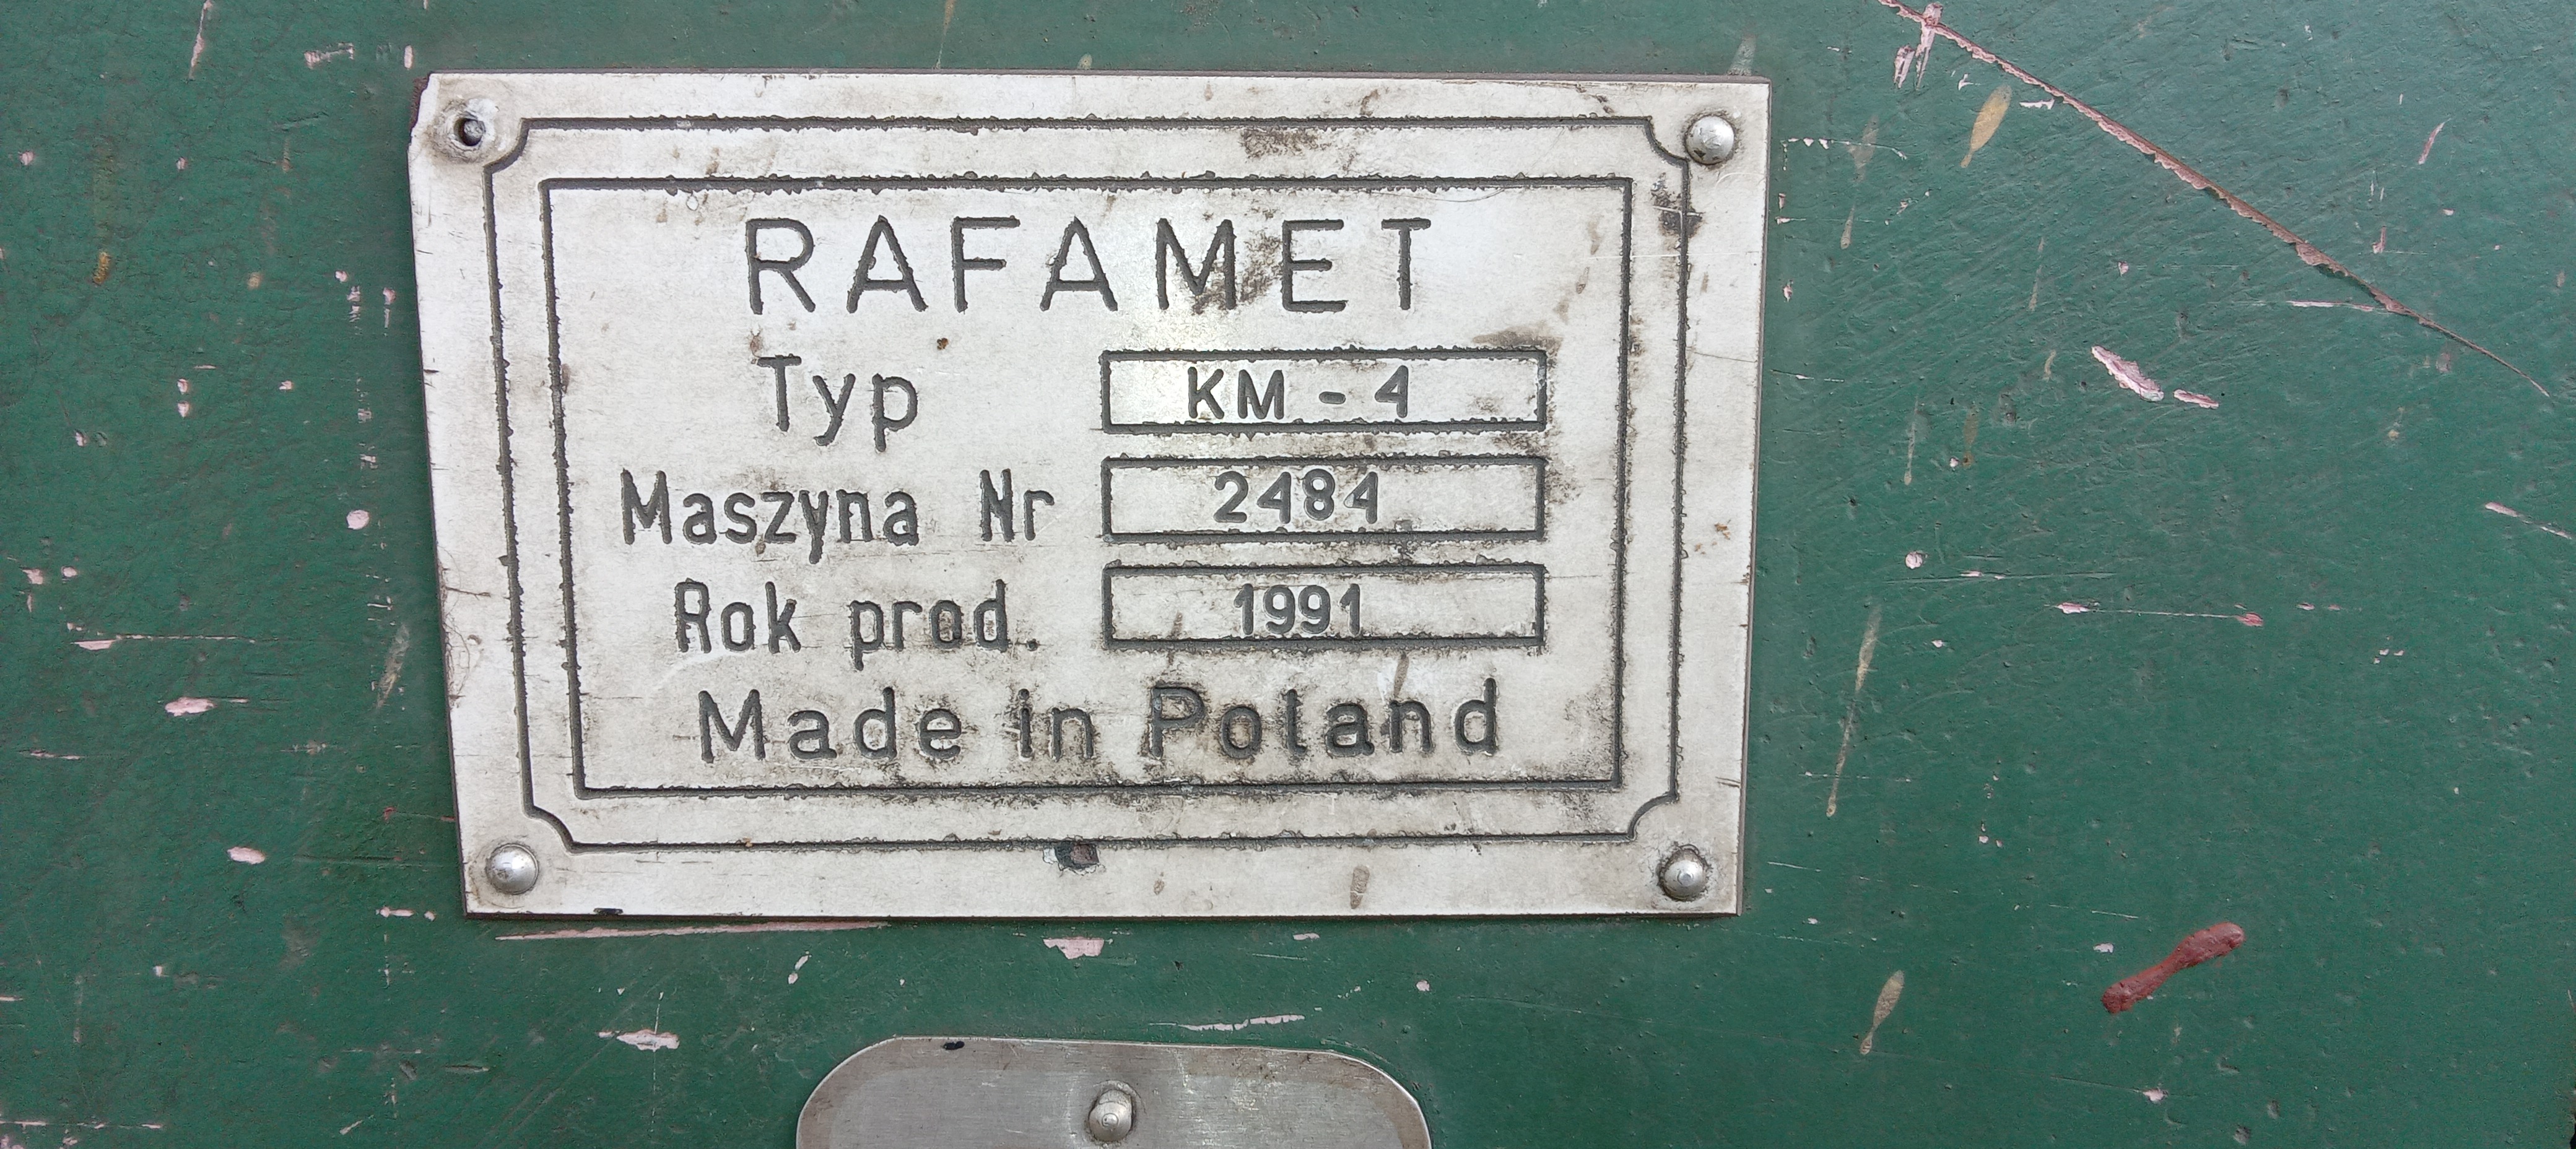 RAFAMET
Typ KM - 4
Maszyna Nr 2484
Rok prod. 1991
Made in Poland